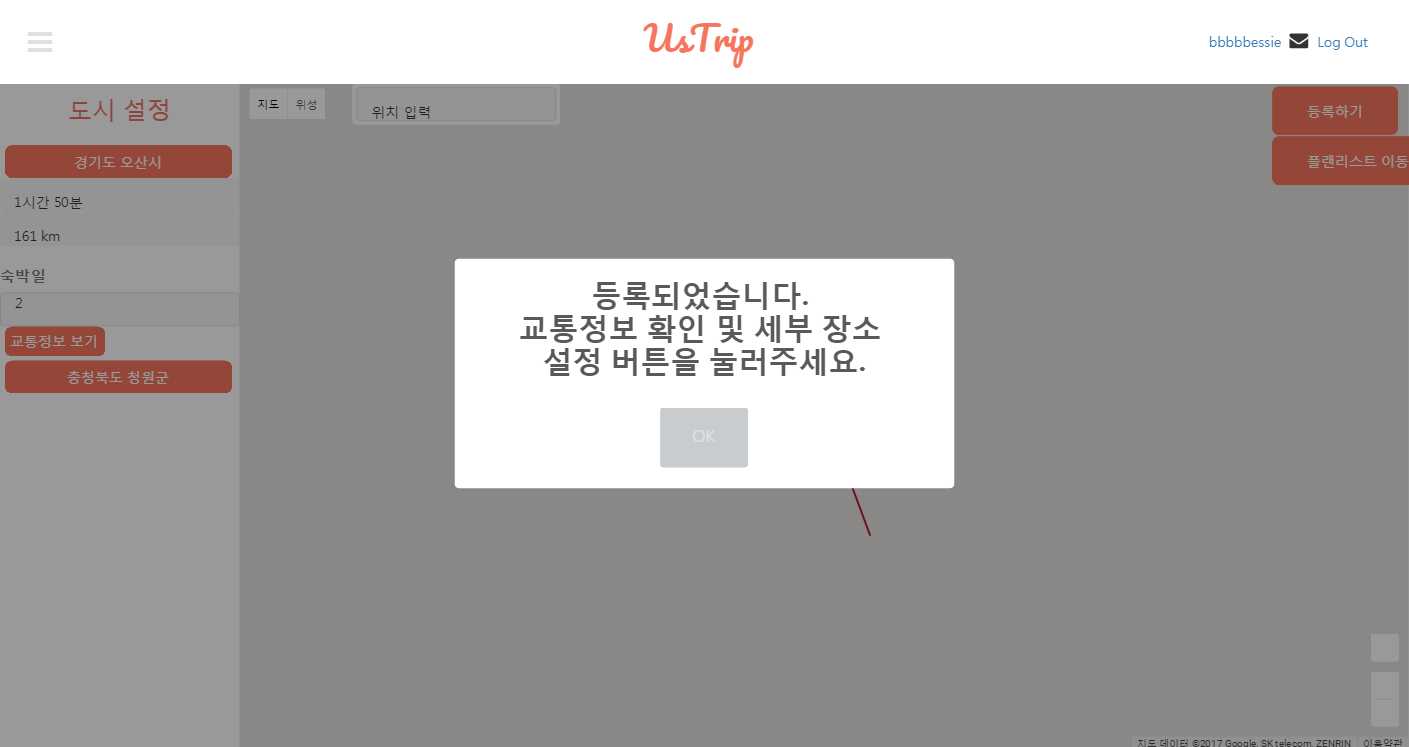 UsTrip
bbbbbessie
Log Out
도시 설정
지도
위성
위치 입력
등록하기
플랜리스트 이동
경기도 오산시
1시간 50분
161 km
숙박일
2
교통정보 보기
충청북도 청원군
등록되었습니다.
교통정보 확인 및 세부 장소
설정 버튼을 눌러주세요.
OK
지도 데이터 ©2017 Google, SK telecom, ZENRIN
이용약관